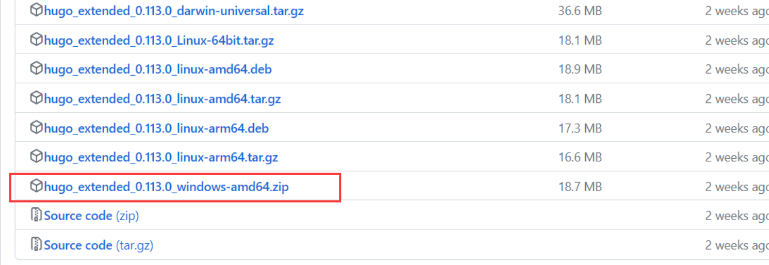 hugo_extended_0.113.0_darwin-universal.tar.gz 36.6 MB 2 weeks ago
hugo_extended_0.113.0_Linux-64bit.tar.gz 18.1 MB 2 weeks ago
hugo_extended_0.113.0_linux-amd64.deb 18.9 MB 2 weeks ago
hugo_extended_0.113.0_linux-amd64.tar.gz 18.1 MB 2 weeks ago
hugo_extended_0.113.0_linux-arm64.deb 17.3 MB 2 weeks ago
hugo_extended_0.113.0_linux-arm64.tar.gz 16.6 MB 2 weeks ago
hugo_extended_0.113.0_windows-amd64.zip 18.7 MB 2 weeks ago
Source code (zip) 2 weeks ago
Source code (tar.gz) 2 weeks ago